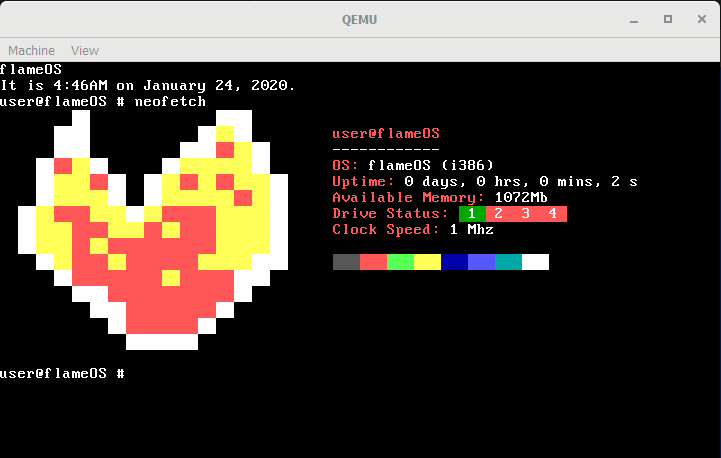 QEMU
Machine View
flameOS
It is 4:46AM on January 24, 2020.
user@flameOS # neofetch
user@flameOS
------------
OS: flameOS (i386)
Uptime: 0 days, 0 hrs, 0 mins, 2 s
Available Memory: 1072Mb
Drive Status: 1 2 3 4
Clock Speed: 1 Mhz
user@flameOS #